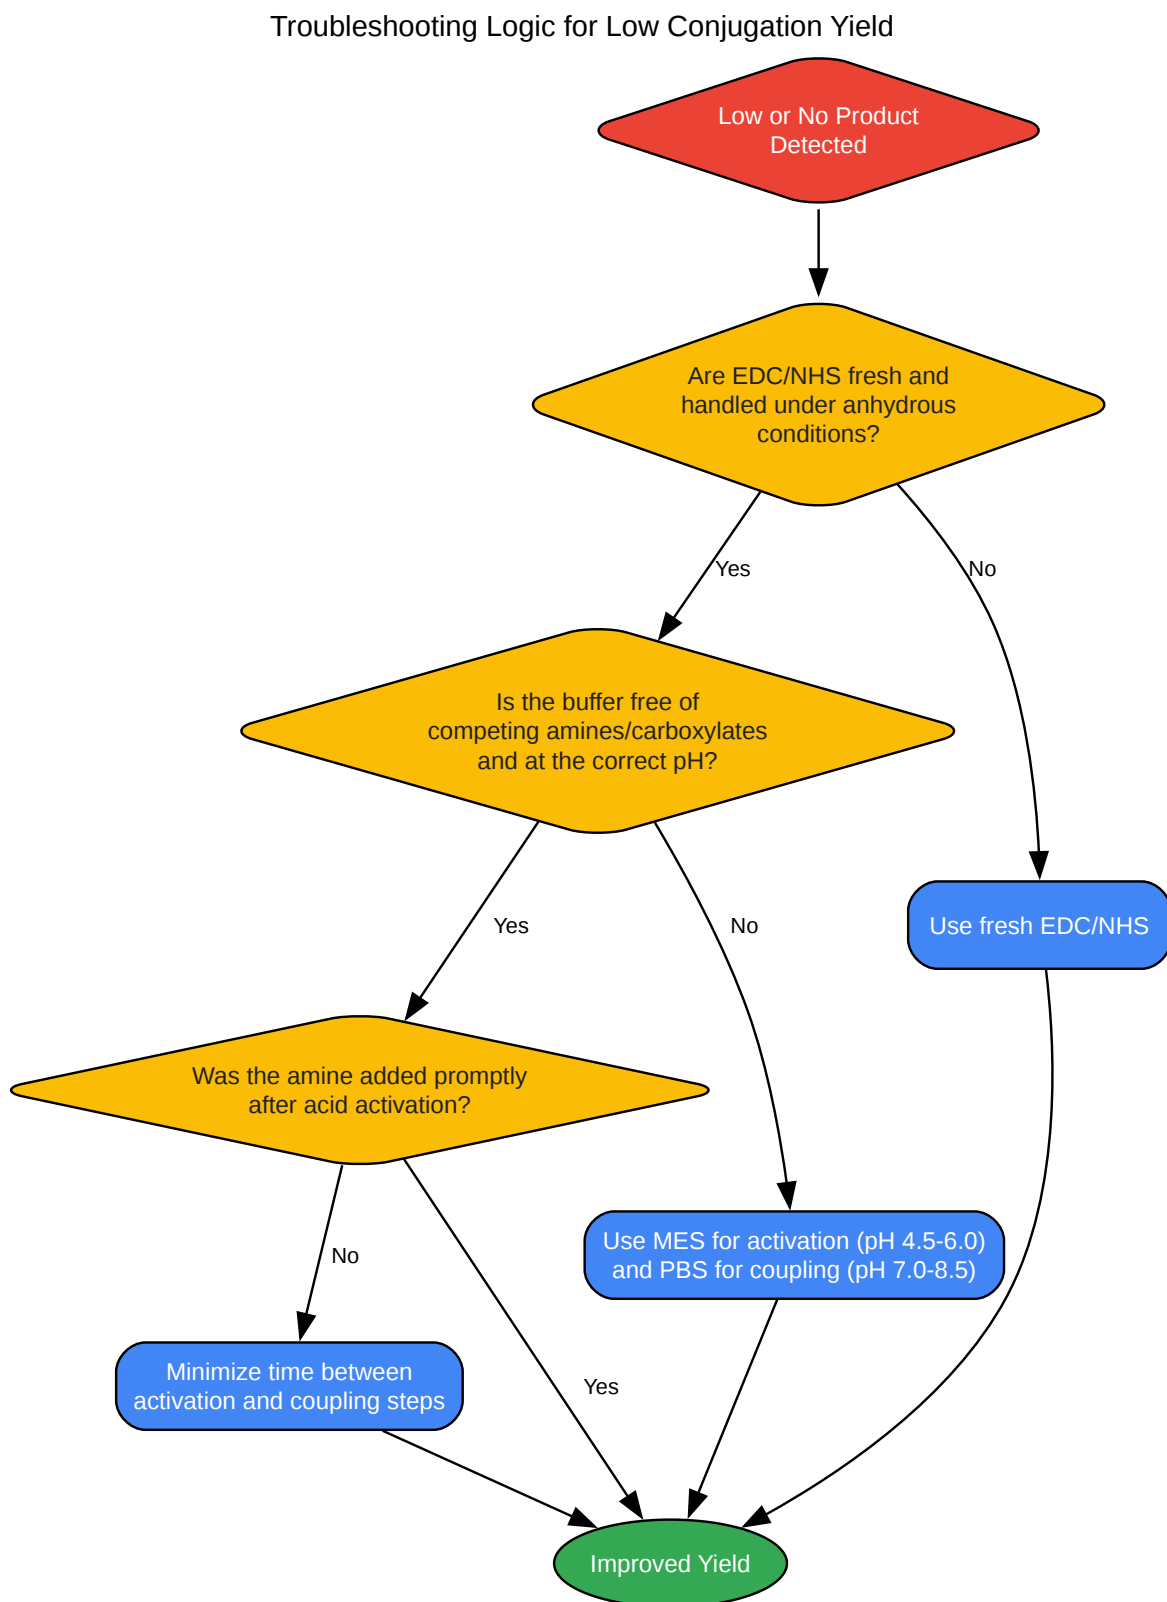 Troubleshooting Logic for Low Conjugation Yield
Low or No Product
Detected
Are EDC/NHS fresh and
handled under anhydrous
conditions?
Yes
No
Is the buffer free of
competing amines/carboxylates
and at the correct pH?
Yes
No
Use fresh EDC/NHS
Was the amine added promptly
after acid activation?
No
Use MES for activation (pH 4.5-6.0)
and PBS for coupling (pH 7.0-8.5)
Minimize time between
activation and coupling steps
Yes
Improved Yield